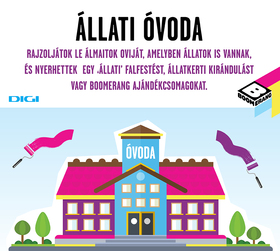 ÁLLATI ÓVODA
RAJZOLJÁTOK LE ÁLMAITOK OVIJÁT, AMELYBEN ÁLLATOK IS VANNAK,
ÉS NYERHETTEK EGY ‚ÁLLATI' FALFESTÉST, ÁLLATKERTI KIRÁNDULÁST
VAGY BOOMERANG AJÁNDÉKCSOMAGOKAT.
DIGI
BOOMERANG
ÓVODA